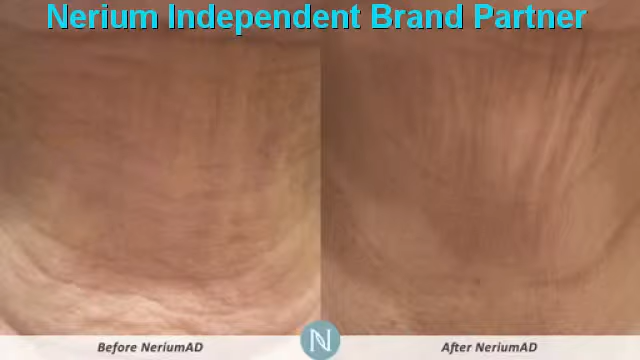 Nerium Independent Brand Partner
Before NeriumAD
N
After NeriumAD